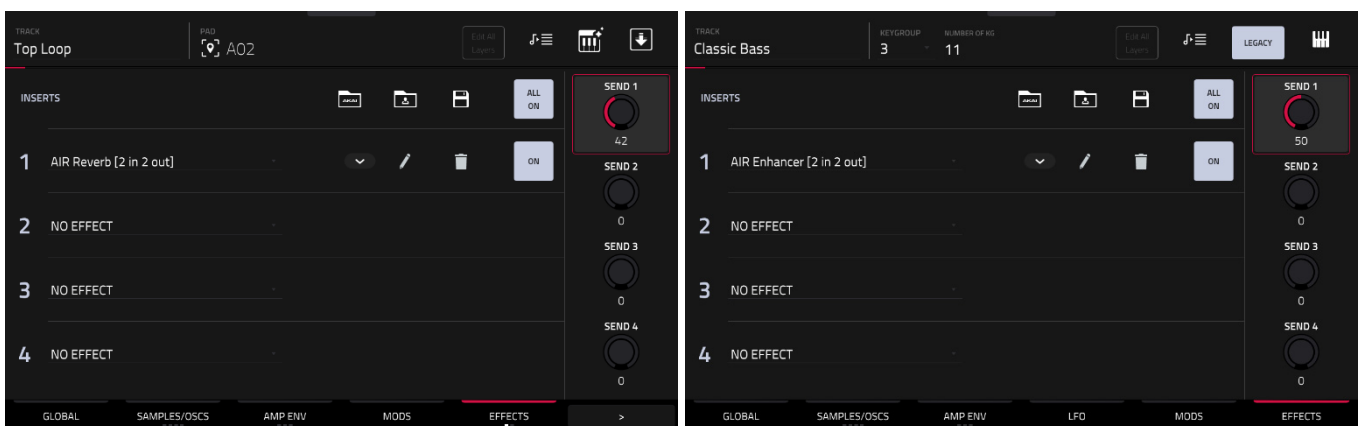 TRACK
Top Loop
PAD
A02
Edit All
Layers
INSERTS
AKAI
ALL
ON
1 AIR Reverb [2 in 2 out]
ON
2 NO EFFECT
3 NO EFFECT
4 NO EFFECT
SEND 1
42
SEND 2
0
SEND 3
0
SEND 4
0
GLOBAL SAMPLES/OSCS AMP ENV MODS EFFECTS >
TRACK
Classic Bass
KEYGROUP
3
NUMBER OF KG
11
Edit All
Layers
LEGACY
INSERTS
AKAI
ALL
ON
1 AIR Enhancer [2 in 2 out]
ON
2 NO EFFECT
3 NO EFFECT
4 NO EFFECT
SEND 1
50
SEND 2
0
SEND 3
0
SEND 4
0
GLOBAL SAMPLES/OSCS AMP ENV LFO MODS EFFECTS